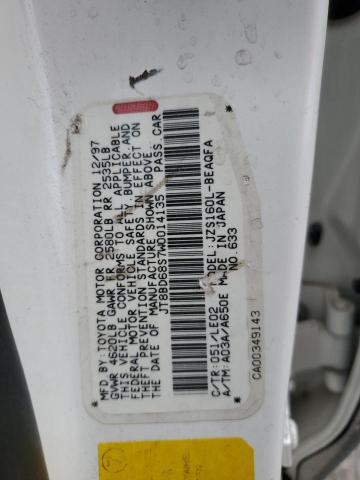 MFD.BY: TOYOTA MOTOR CORPORATION 12/97
GVWR 4620LB GAWR FR 2580LB RR 2535LB
THIS VEHICLE CONFORMS TO ALL APPLICABLE
FEDERAL MOTOR VEHICLE SAFETY, BUMPER, AND
THEFT PREVENTION STANDARDS IN EFFECT ON
THE DATE OF MANUFACTURE SHOWN ABOVE.
JT8BD68S7W0014135 PASS. CAR
C/TR: 051/LE02 MODEL: JZS160L-BEAQFA
A/TM: A03A/A650E MADE IN JAPAN
NO. 633
CA00349143